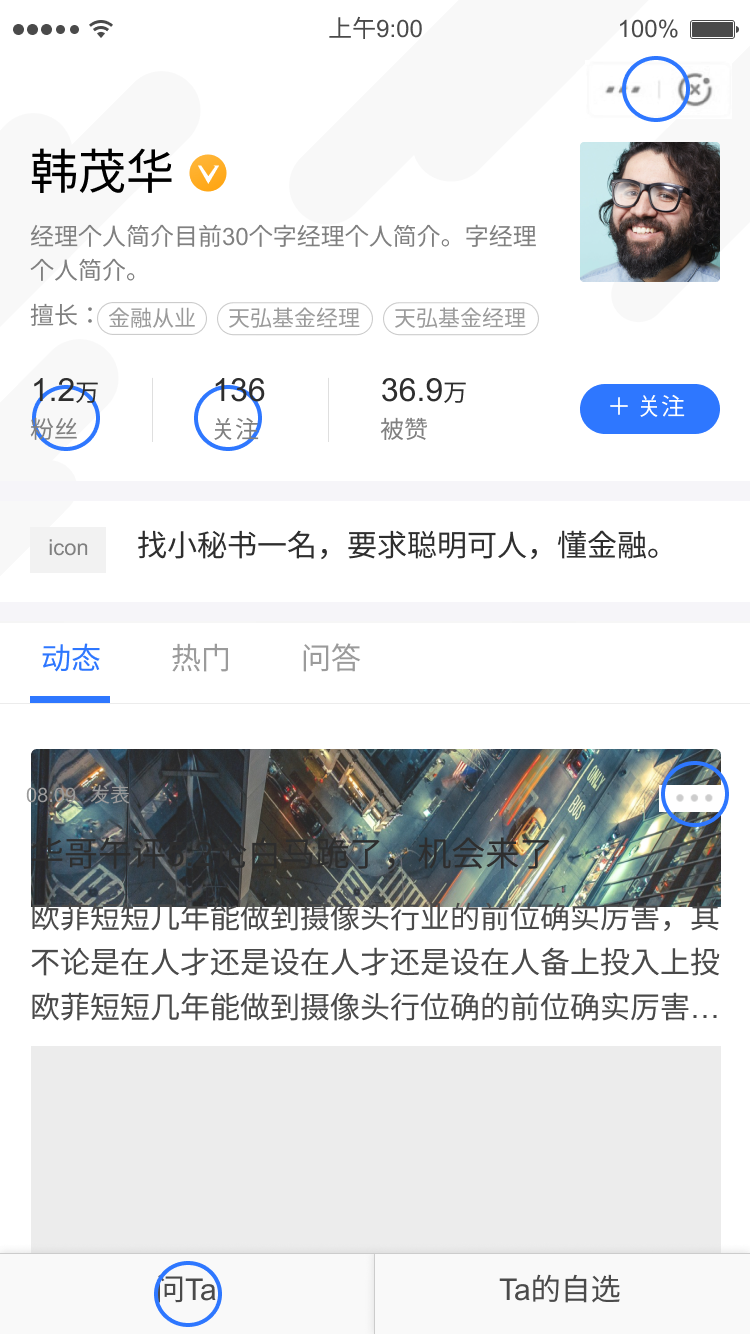 上午9:00
100%
韩茂华
经理个人简介目前30个字经理个人简介。字经理
个人简介。
擅长：
金融从业
天弘基金经理
天弘基金经理
1.2万
136
36.9万
粉丝
关注
被赞
＋ 关注
icon
找小秘书一名，要求聪明可人，懂金融。
动态
热门
问答
08:09 发表
ONLY
BUS
华哥午评
白马跪了，机会来了
欧菲短短几年能做到摄像头行业的前位确实厉害，其
不论是在人才还是设在人才还是设在人备上投入上投
欧菲短短几年能做到摄像头行位确的前位确实厉害...
问Ta
Ta的自选